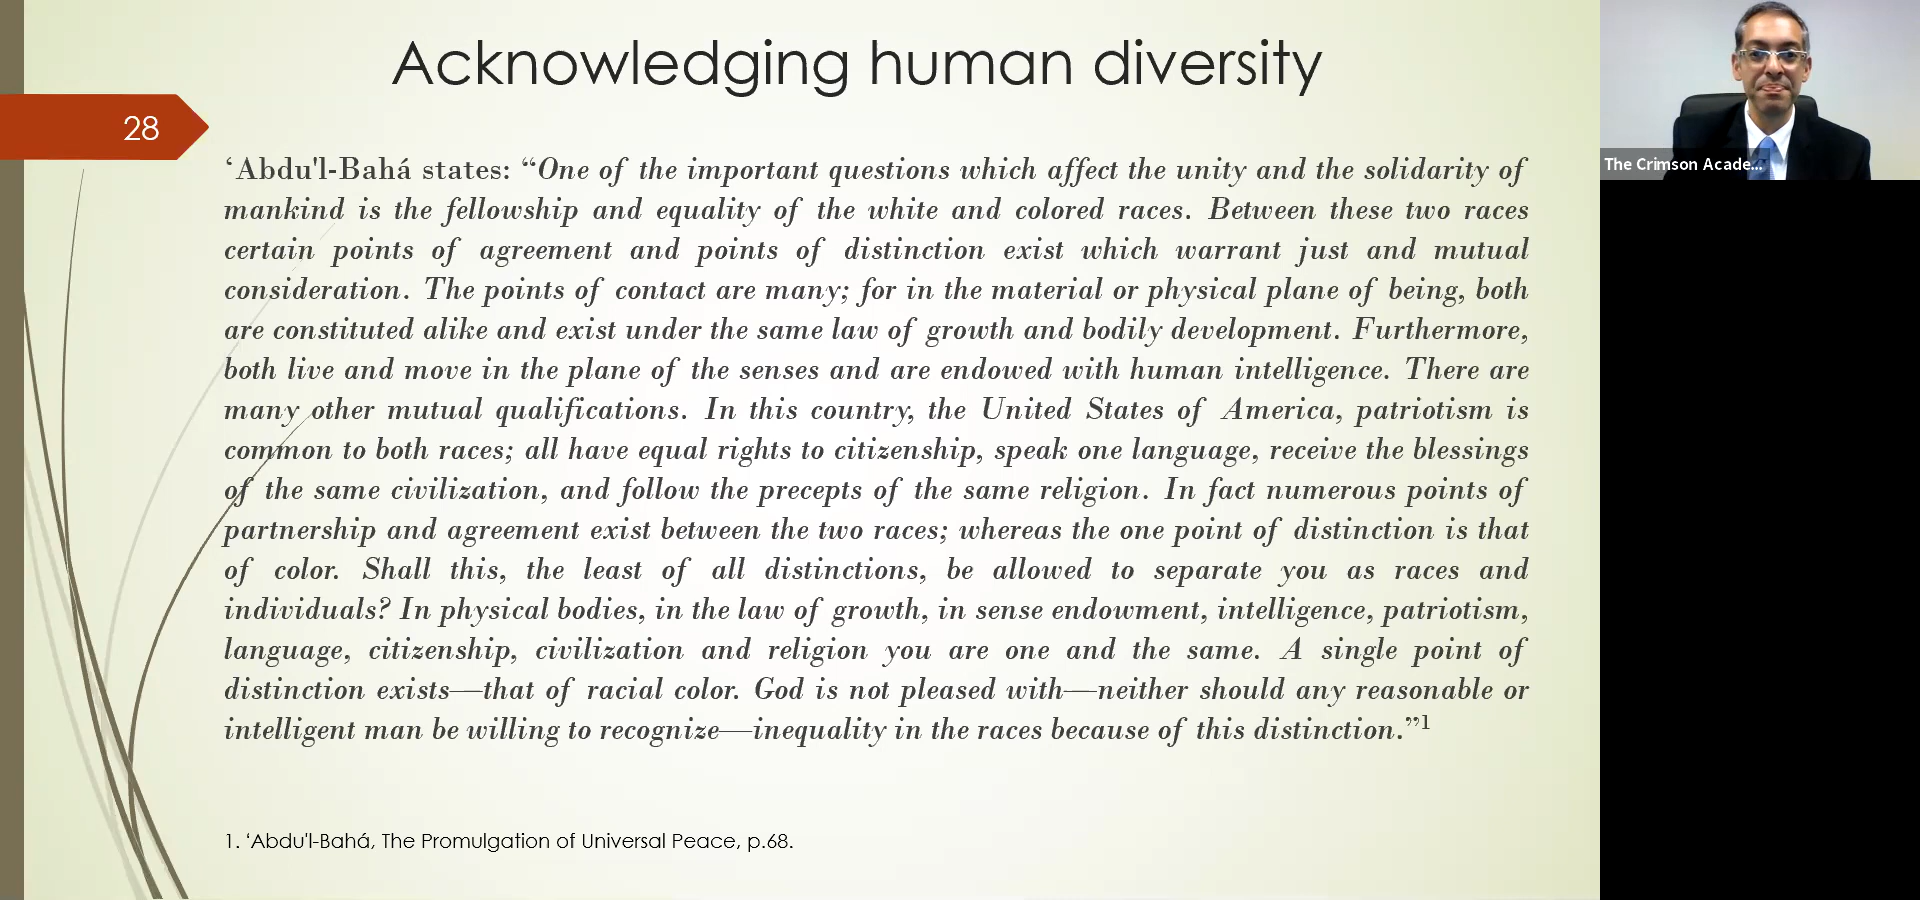 Acknowledging human diversity
28
‘Abdu'l-Bahá states: “One of the important questions which affect the unity and the solidarity of
mankind is the fellowship and equality of the white and colored races. Between these two races
certain points of agreement and points of distinction exist which warrant just and mutual
consideration. The points of contact are many; for in the material or physical plane of being, both
are constituted alike and exist under the same law of growth and bodily development. Furthermore,
both live and move in the plane of the senses and are endowed with human intelligence. There are
many other mutual qualifications. In this country, the United States of America, patriotism is
common to both races; all have equal rights to citizenship, speak one language, receive the blessings
of the same civilization, and follow the precepts of the same religion. In fact numerous points of
partnership and agreement exist between the two races; whereas the one point of distinction is that
of color. Shall this, the least of all distinctions, be allowed to separate you as races and
individuals? In physical bodies, in the law of growth, in sense endowment, intelligence, patriotism,
language, citizenship, civilization and religion you are one and the same. A single point of
distinction exists—that of racial color. God is not pleased with—neither should any reasonable or
intelligent man be willing to recognize—inequality in the races because of this distinction.”1
1. ‘Abdu'l-Bahá, The Promulgation of Universal Peace, p.68.
The Crimson Acade...